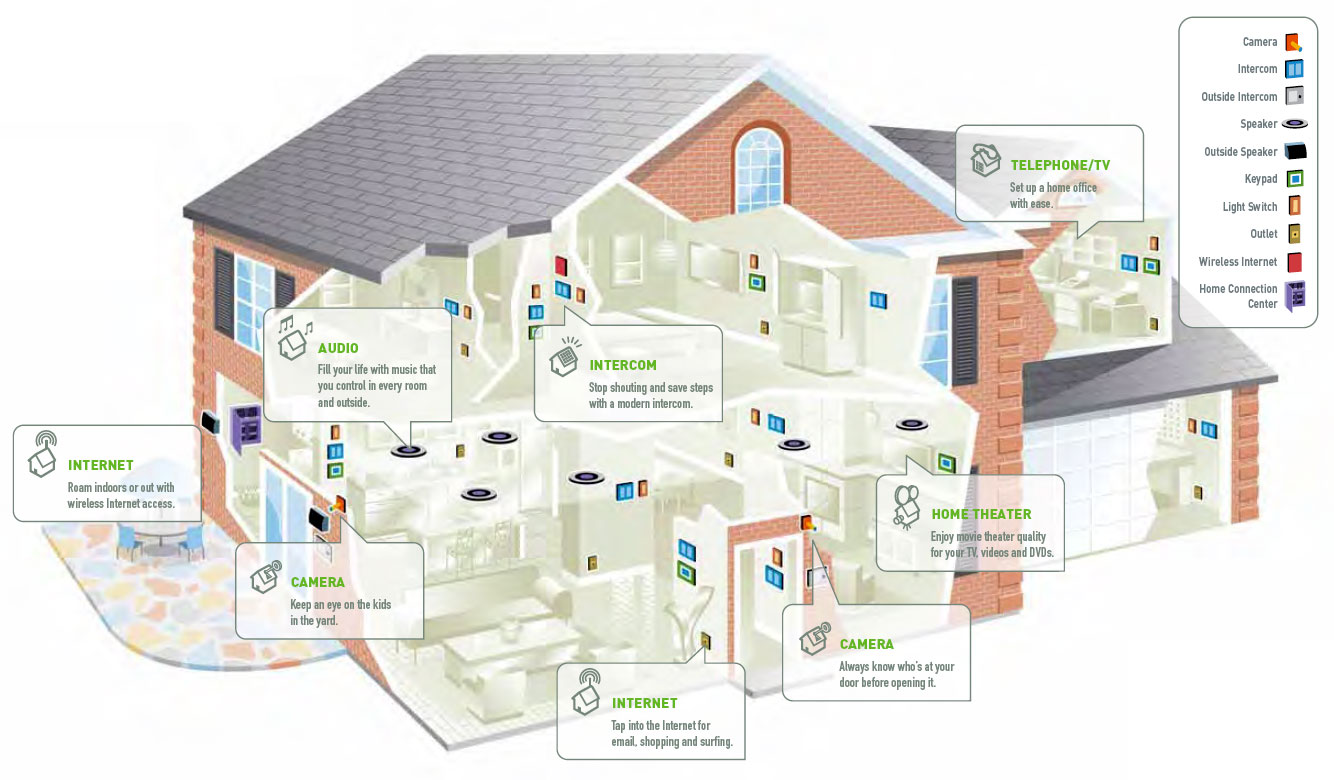 Camera
Intercom
Outside Intercom
Speaker
Outside Speaker
Keypad
Light Switch
Outlet
Wireless Internet
Home Connection
Center
TELEPHONE/TV
Set up a home office
with ease.
AUDIO
Fill your life with music that
you control in every room
and outside.
INTERCOM
Stop shouting and save steps
with a modern intercom.
INTERNET
Roam indoors or out with
wireless Internet access.
HOME THEATER
Enjoy movie theater quality
for your TV, videos and DVDs.
CAMERA
Keep an eye on the kids
in the yard.
CAMERA
Always know who's at your
door before opening it.
INTERNET
Tap into the Internet for
email, shopping and surfing.